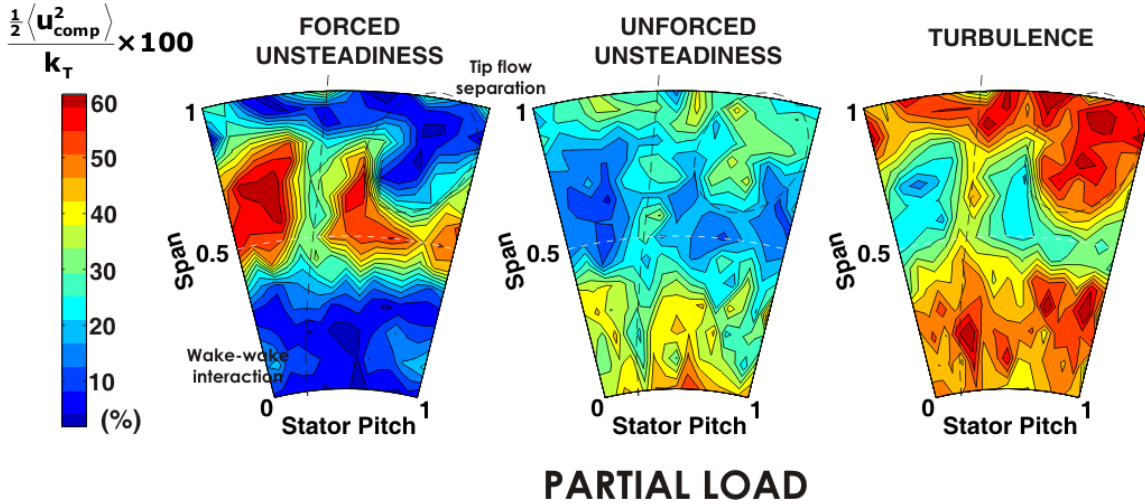 ½⟨u²comp⟩
kT
×100
FORCED
UNSTEADINESS
UNFORCED
UNSTEADINESS
TURBULENCE
Tip flow
separation
60
50
40
30
20
10
(%)
1
0.5
Span
Wake-wake
interaction
0
1
Stator Pitch
1
0.5
Span
0
1
Stator Pitch
1
0.5
Span
0
1
Stator Pitch
PARTIAL LOAD